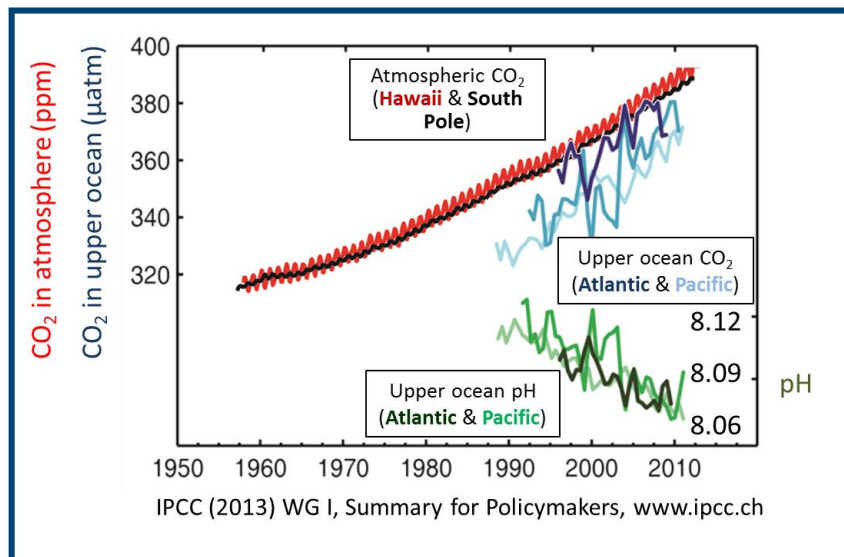 CO₂ in atmosphere (ppm)
CO₂ in upper ocean (µatm)
400
380
360
340
320
Atmospheric CO₂
(Hawaii & South
Pole)
Upper ocean CO₂
(Atlantic & Pacific)
Upper ocean pH
(Atlantic & Pacific)
8.12
8.09
8.06
pH
1950 1960 1970 1980 1990 2000 2010
IPCC (2013) WG I, Summary for Policymakers, www.ipcc.ch